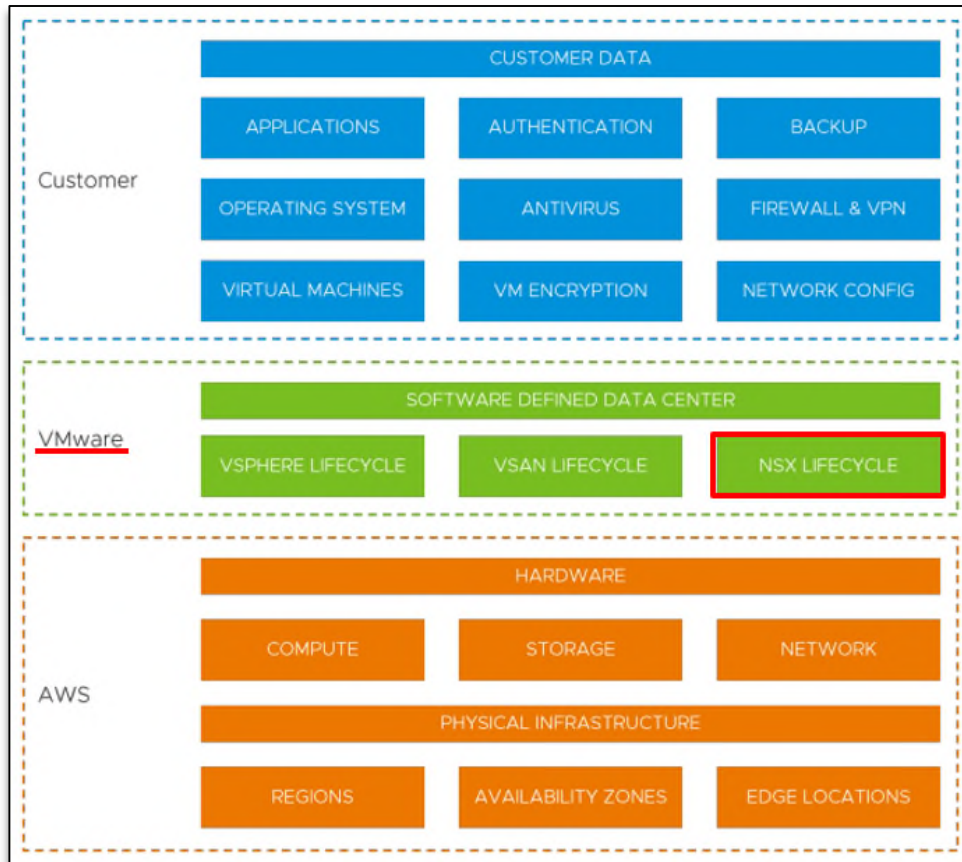 CUSTOMER DATA
APPLICATIONS AUTHENTICATION BACKUP
Customer
OPERATING SYSTEM ANTIVIRUS FIREWALL & VPN
VIRTUAL MACHINES VM ENCRYPTION NETWORK CONFIG
SOFTWARE DEFINED DATA CENTER
VMware
VSPHERE LIFECYCLE VSAN LIFECYCLE NSX LIFECYCLE
HARDWARE
COMPUTE STORAGE NETWORK
AWS
PHYSICAL INFRASTRUCTURE
REGIONS AVAILABILITY ZONES EDGE LOCATIONS